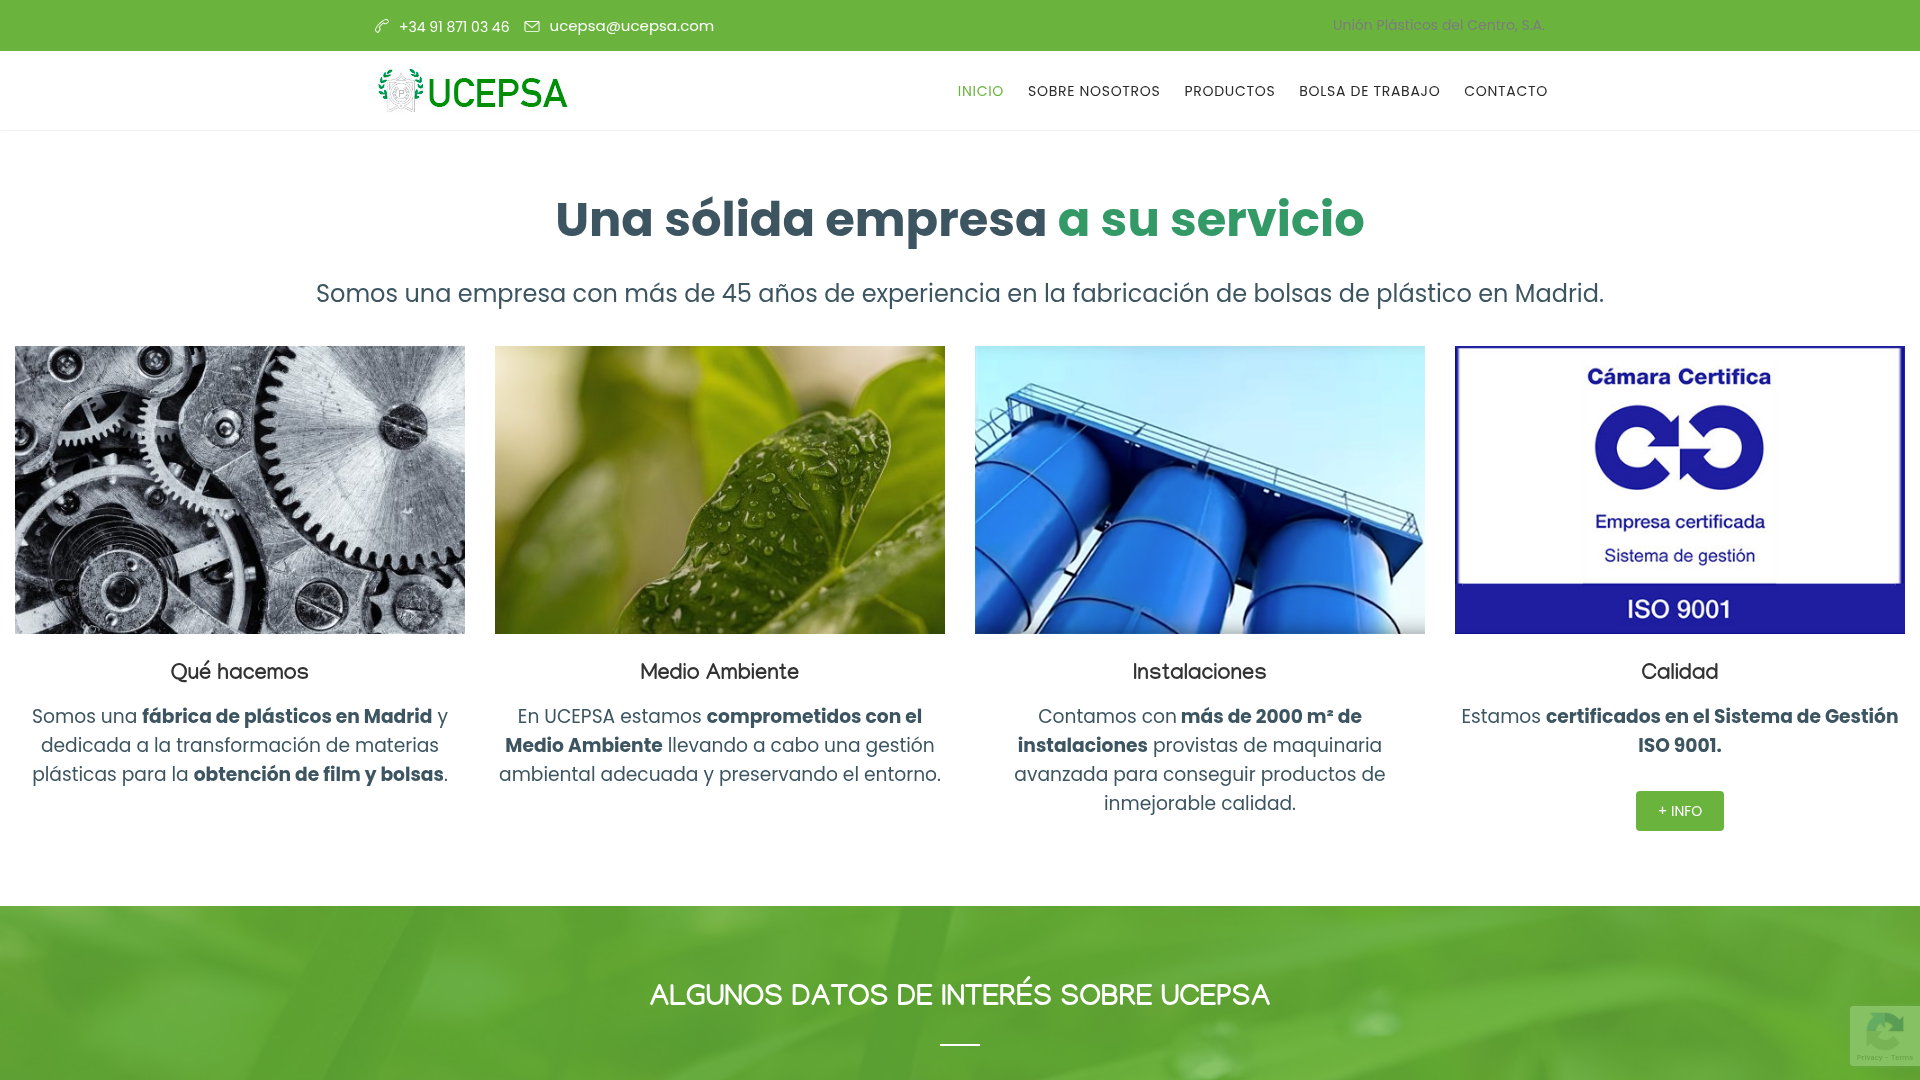 +34 91 871 03 46
ucepsa@ucepsa.com
Unión Plásticos del Centro, S.A.
UCEPSA
INICIO
SOBRE NOSOTROS
PRODUCTOS
BOLSA DE TRABAJO
CONTACTO
Una sólida empresa a su servicio
Somos una empresa con más de 45 años de experiencia en la fabricación de bolsas de plástico en Madrid.
Cámara Certifica
Empresa certificada
Sistema de gestión
ISO 9001
Qué hacemos
Somos una fábrica de plásticos en Madrid y
dedicada a la transformación de materias
plásticas para la obtención de film y bolsas.
Medio Ambiente
En UCEPSA estamos comprometidos con el
Medio Ambiente llevando a cabo una gestión
ambiental adecuada y preservando el entorno.
Instalaciones
Contamos con más de 2000 m² de
instalaciones provistas de maquinaria
avanzada para conseguir productos de
inmejorable calidad.
Calidad
Estamos certificados en el Sistema de Gestión
ISO 9001.
+ INFO
ALGUNOS DATOS DE INTERÉS SOBRE UCEPSA
Privacy - Terms